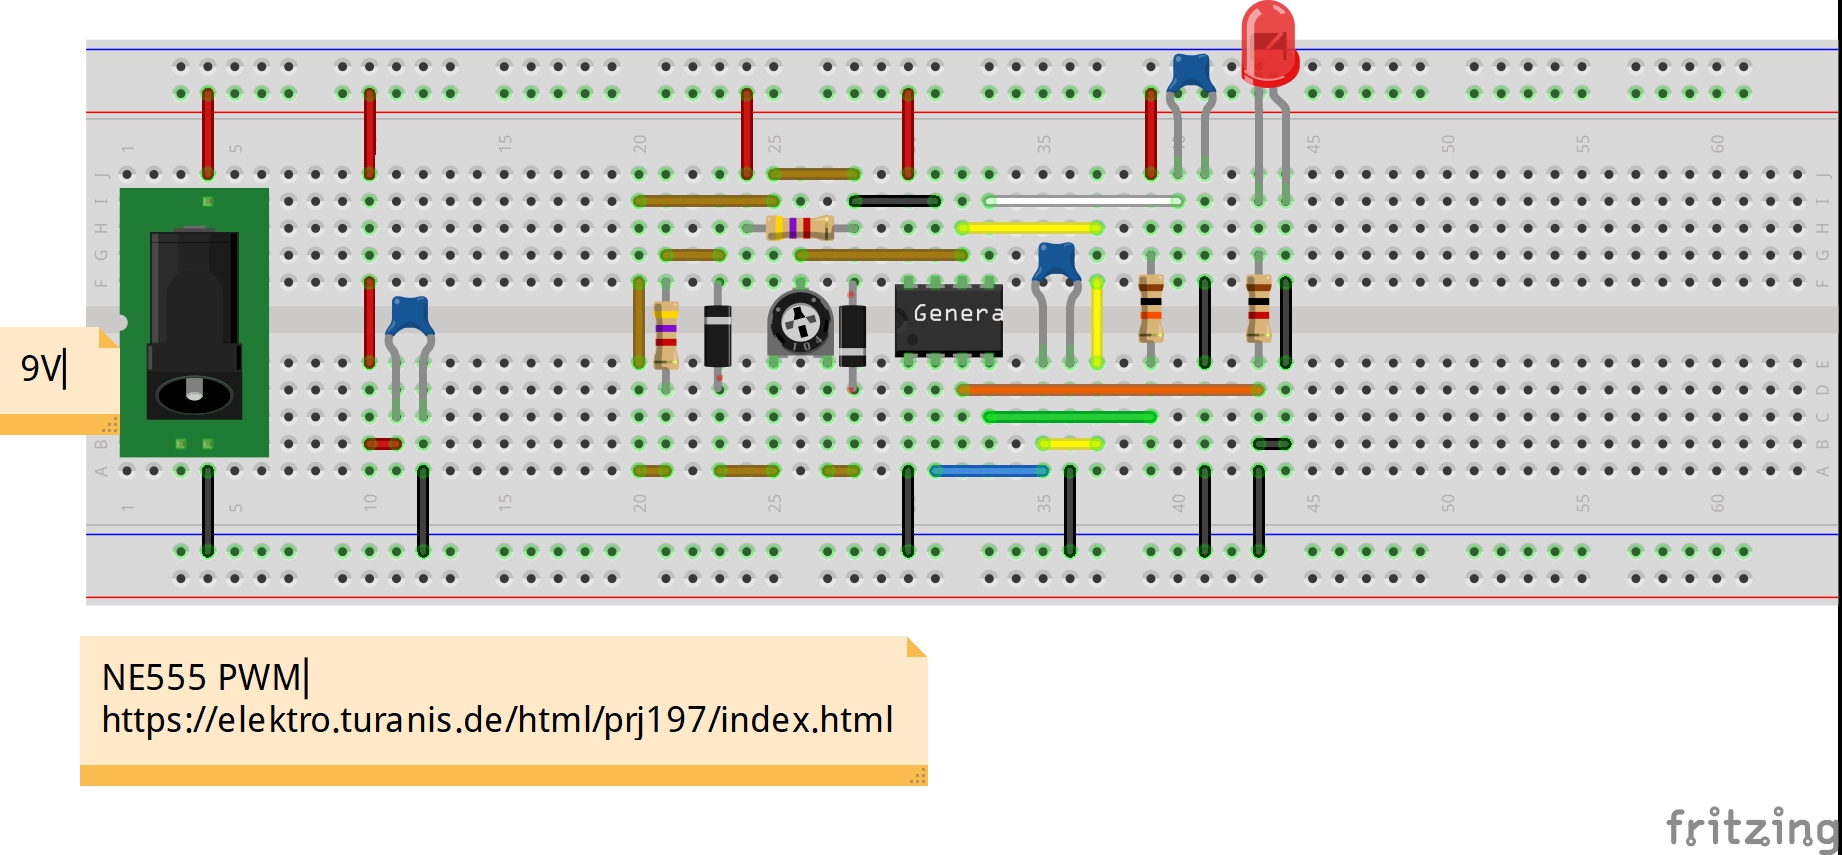 1 5 15 20 25 35 40 45 50 55 60
J J
I I
H H
G G
F F
Genera
104
9V
E E
D D
C C
B B
A A
1 5 10 15 20 25 35 40 45 50 55 60
NE555 PWM
https://elektro.turanis.de/html/prj197/index.html
fritzing